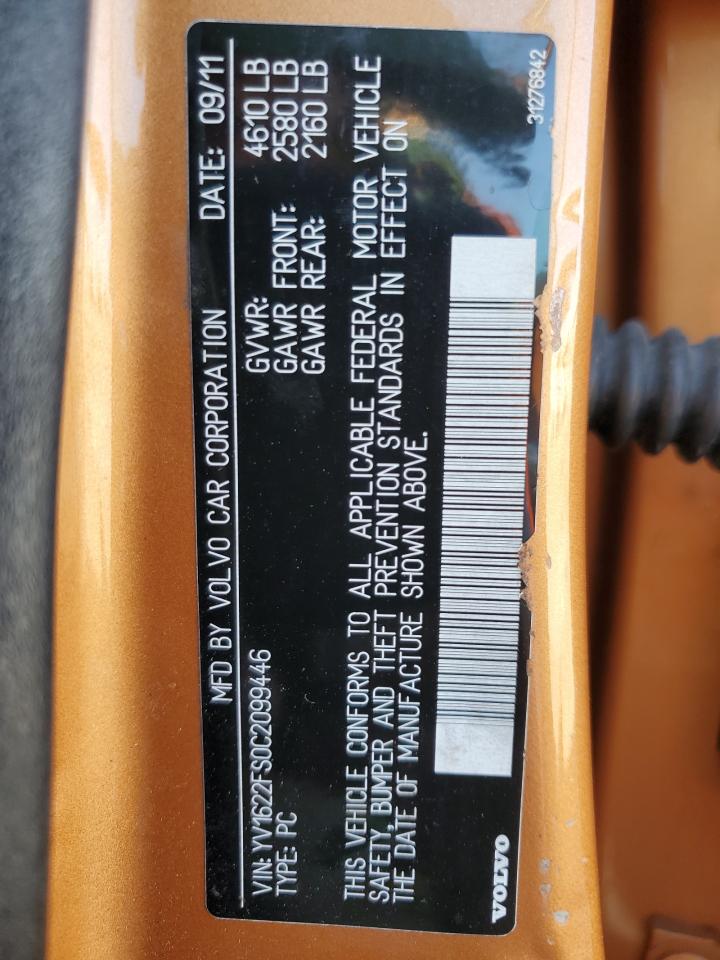 MFD BY VOLVO CAR CORPORATION DATE: 09/11
VIN: YV1622FS0C2099446 GVWR: 4610 LB
TYPE: PC GAWR FRONT: 2580 LB
GAWR REAR: 2160 LB
THIS VEHICLE CONFORMS TO ALL APPLICABLE FEDERAL MOTOR VEHICLE
SAFETY, BUMPER AND THEFT PREVENTION STANDARDS IN EFFECT ON
THE DATE OF MANUFACTURE SHOWN ABOVE.
VOLVO 31276842